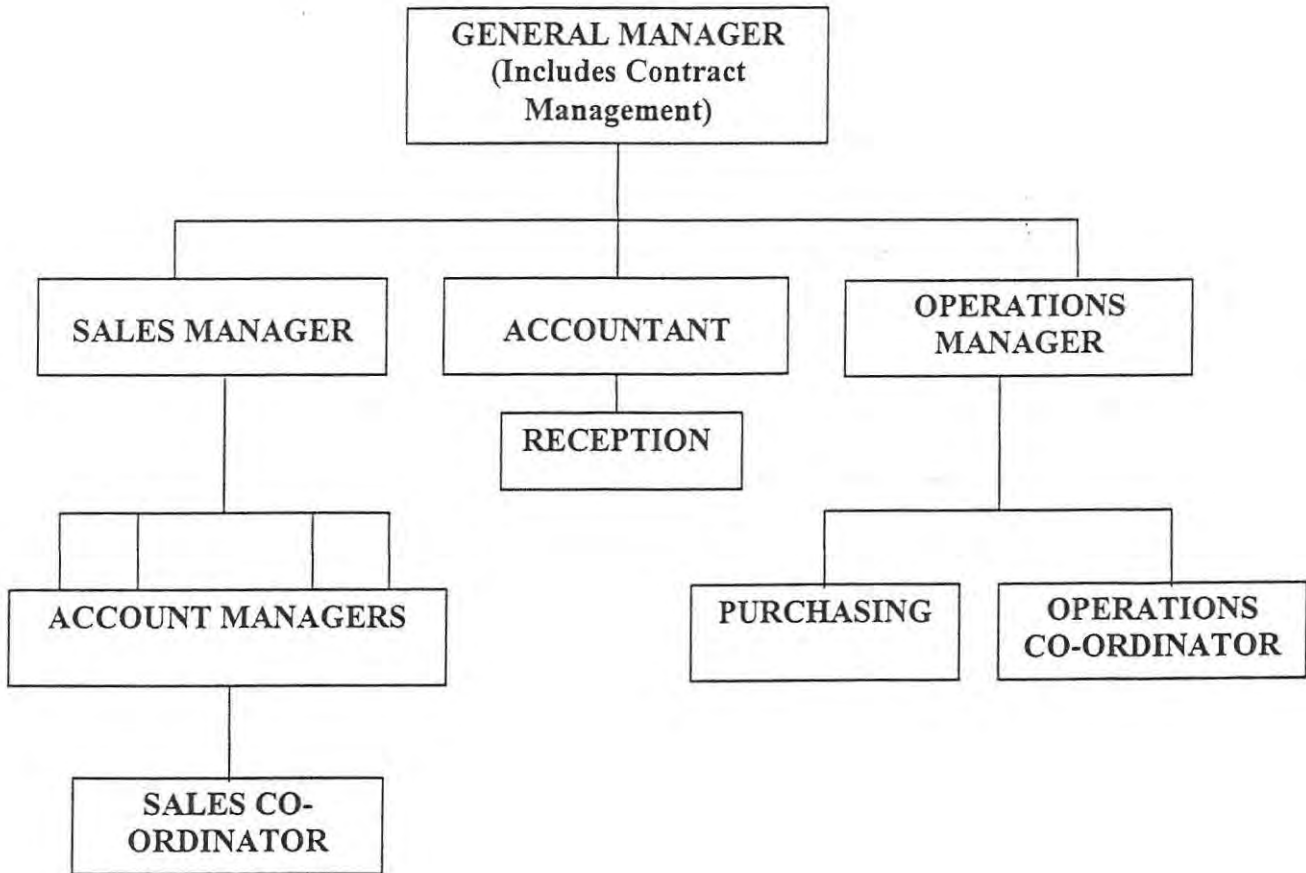 GENERAL MANAGER
(Includes Contract
Management)
SALES MANAGER
ACCOUNTANT
OPERATIONS
MANAGER
RECEPTION
ACCOUNT MANAGERS
PURCHASING
OPERATIONS
CO-ORDINATOR
SALES CO-
ORDINATOR